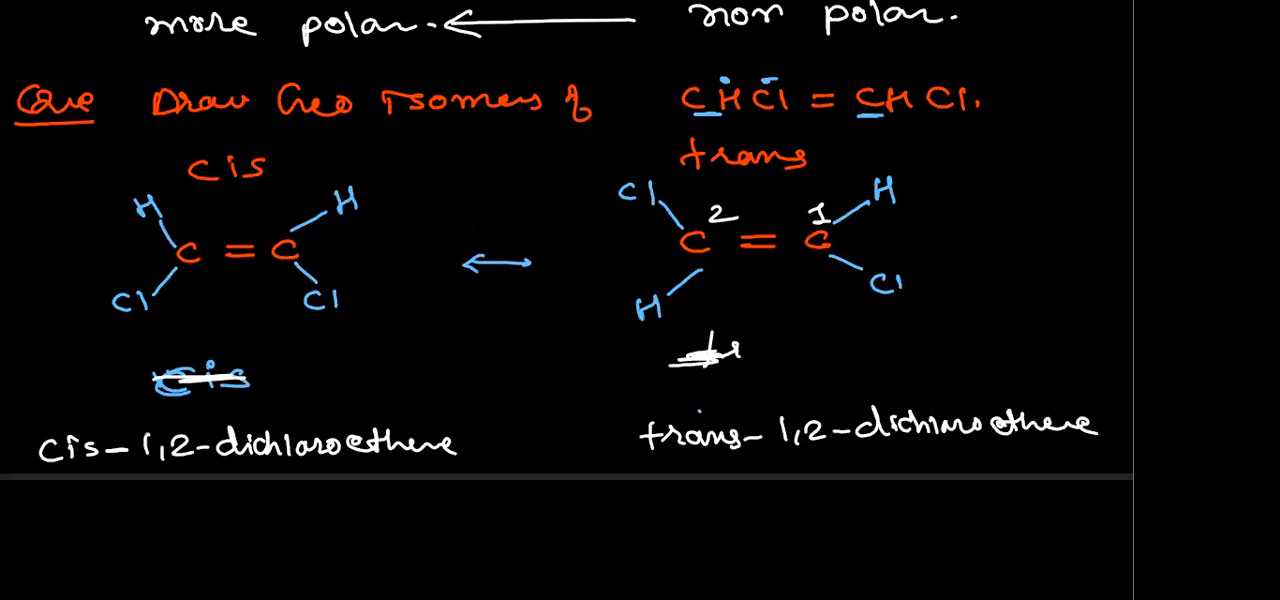 more polar. ← non polar.
Que Draw Geo Isomers of CHCl = CHCl.
cis trans
H H Cl 2 1 H
C = C ↔ C = C
Cl Cl H Cl
cis
cis-1,2-dichloroethene trans-1,2-dichloroethene